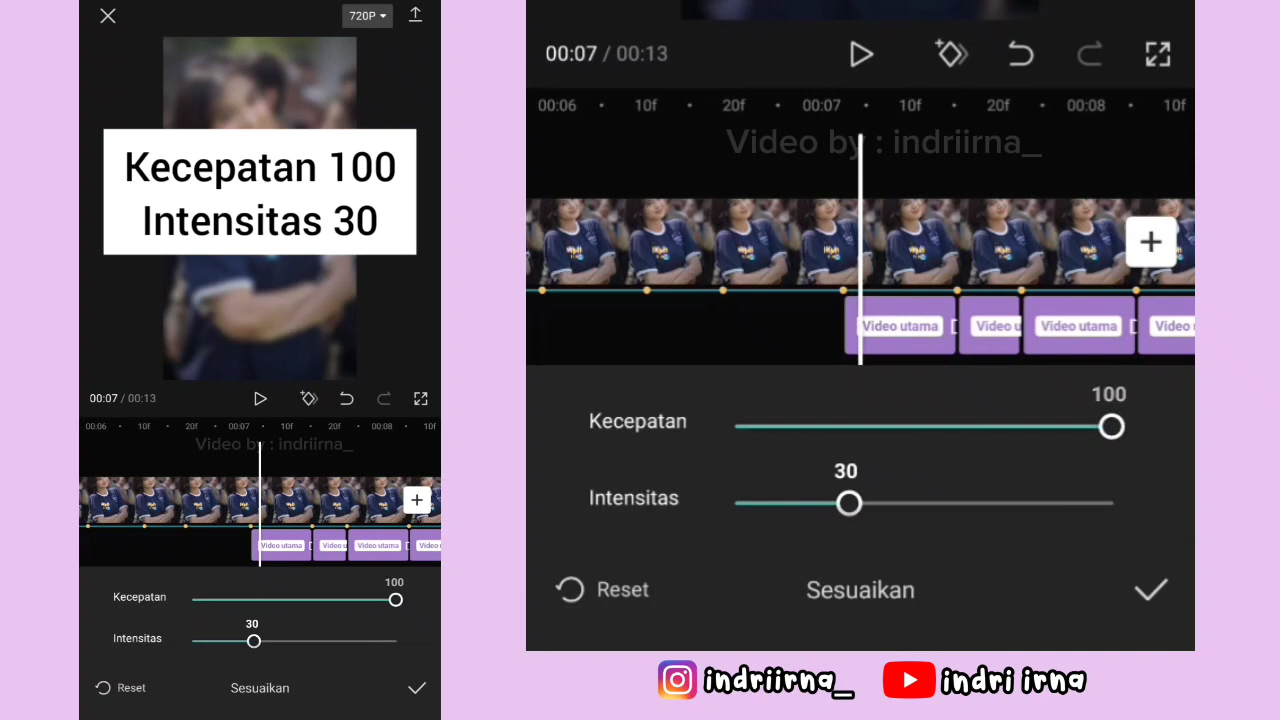 720P
Kecepatan 100
Intensitas 30
00:07 / 00:13
00:06 10f 20f 00:07 10f 20f 00:08 10f
Video by : indriirna_
Video utama Video u Video utama Video
100
Kecepatan
30
Intensitas
Reset Sesuaikan
00:07 / 00:13
00:06 10f 20f 00:07 10f 20f 00:08 10f
Video by : indriirna_
Video utama Video u Video utama Video
100
Kecepatan
30
Intensitas
Reset Sesuaikan
indriirna_ indri irna